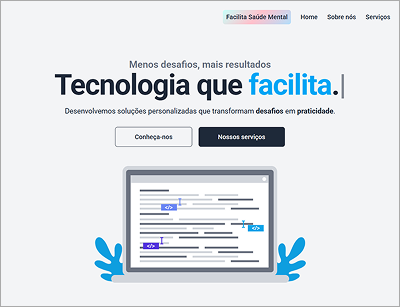 Facilita Saúde Mental Home Sobre nós Serviços
Menos desafios, mais resultados
Tecnologia que facilita.
Desenvolvemos soluções personalizadas que transformam desafios em praticidade.
Conheça-nos Nossos serviços
</>
</>
</>